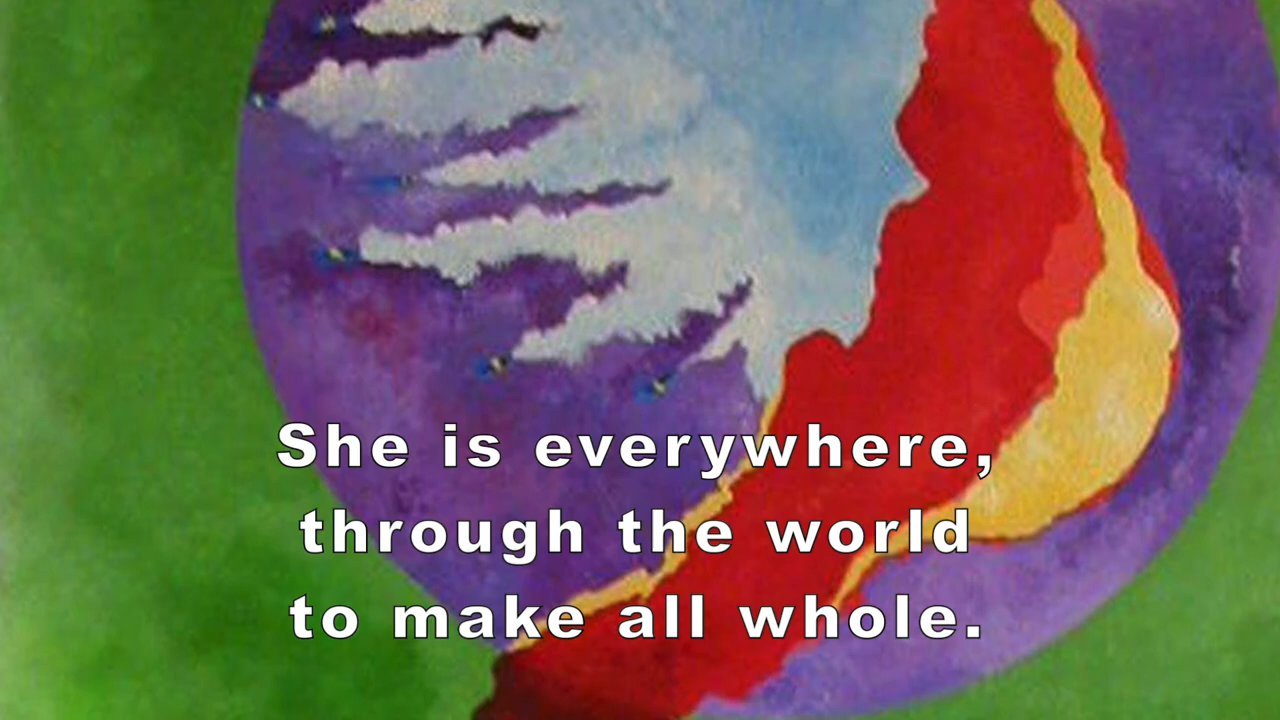 She is everywhere,
through the world
to make all whole.